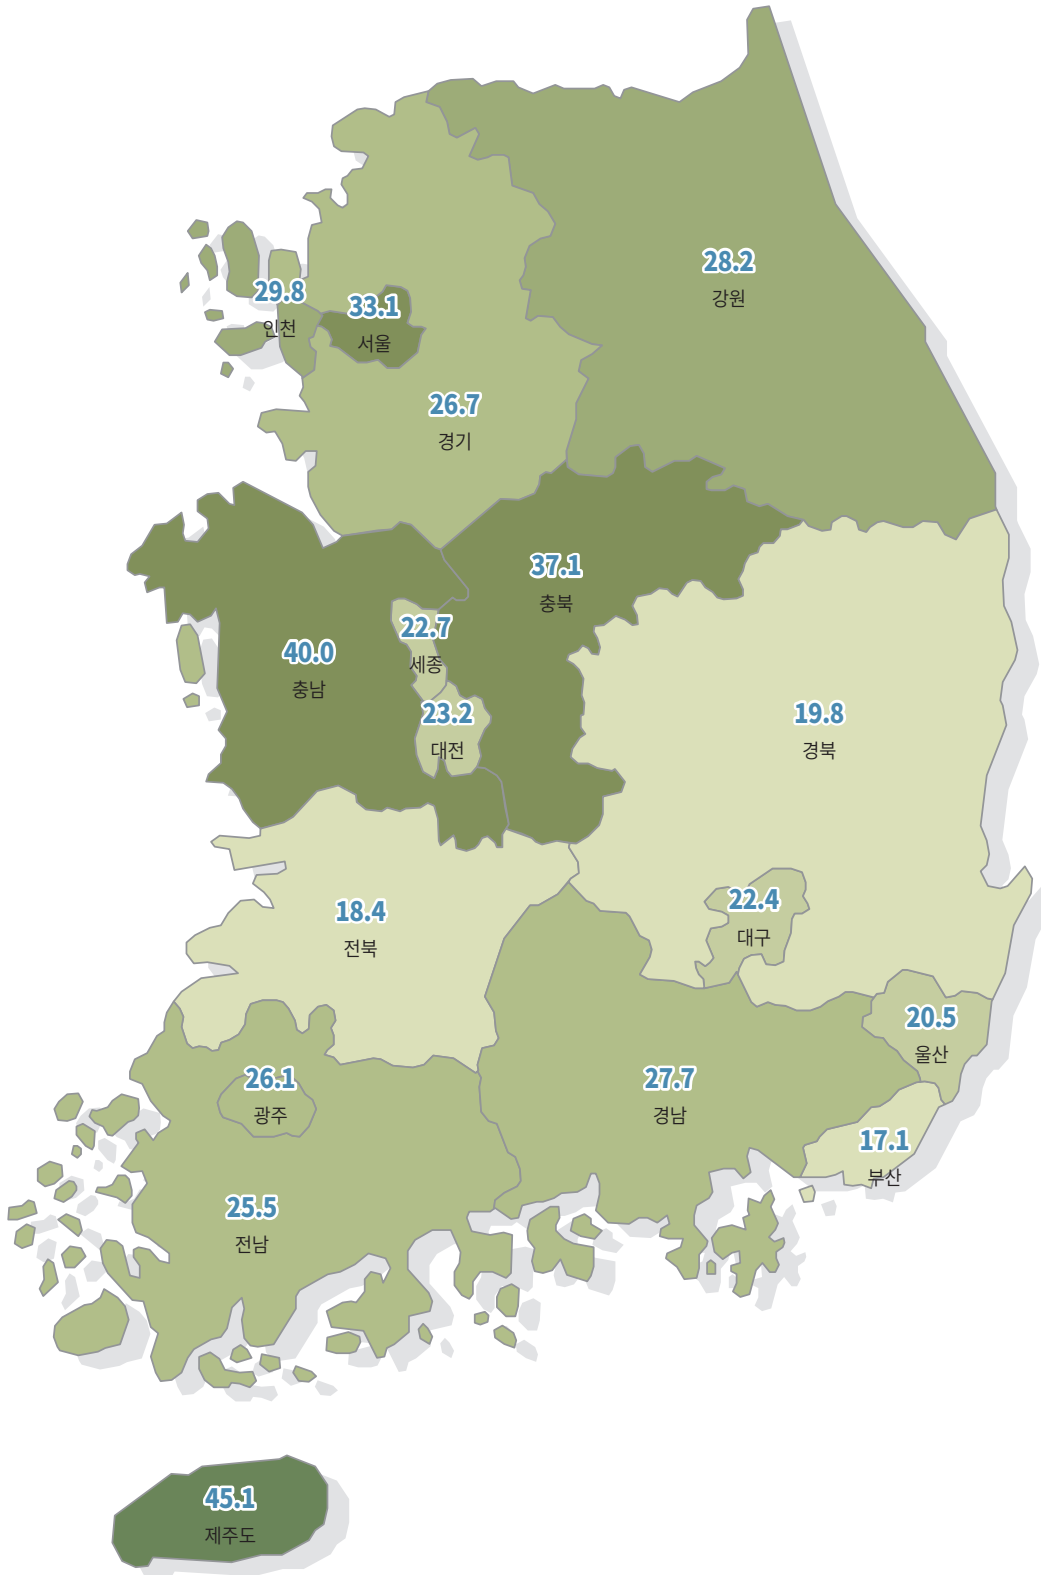 28.2
강원
29.8
인천
33.1
서울
26.7
경기
37.1
충북
22.7
세종
40.0
충남
23.2
대전
19.8
경북
22.4
대구
18.4
전북
20.5
울산
26.1
광주
27.7
경남
17.1
부산
25.5
전남
45.1
제주도